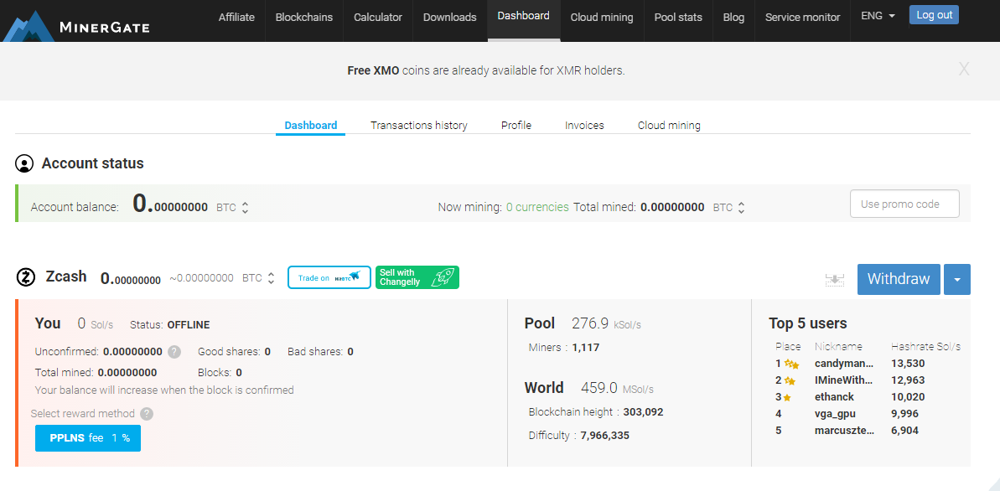 MINERGATE Affiliate Blockchains Calculator Downloads Dashboard Cloud mining Pool stats Blog Service monitor ENG Log out
Free XMO coins are already available for XMR holders. X
Dashboard Transactions history Profile Invoices Cloud mining
Account status
Account balance: 0.00000000 BTC Now mining: 0 currencies Total mined: 0.00000000 BTC Use promo code
Zcash 0.00000000 ~0.00000000 BTC Trade on HitBTC Sell with Changelly Withdraw
You 0 Sol/s Status: OFFLINE
Unconfirmed: 0.00000000 ? Good shares: 0 Bad shares: 0
Total mined: 0.00000000 Blocks: 0
Your balance will increase when the block is confirmed
Select reward method ?
PPLNS fee 1 %
Pool 276.9 kSol/s
Miners : 1,117
World 459.0 MSol/s
Blockchain height : 303,092
Difficulty : 7,966,335
Top 5 users
Place Nickname Hashrate Sol/s
1 candyman... 13,530
2 IMineWith... 12,963
3 ethanck 10,020
4 vga_gpu 9,996
5 marcuszte... 6,904